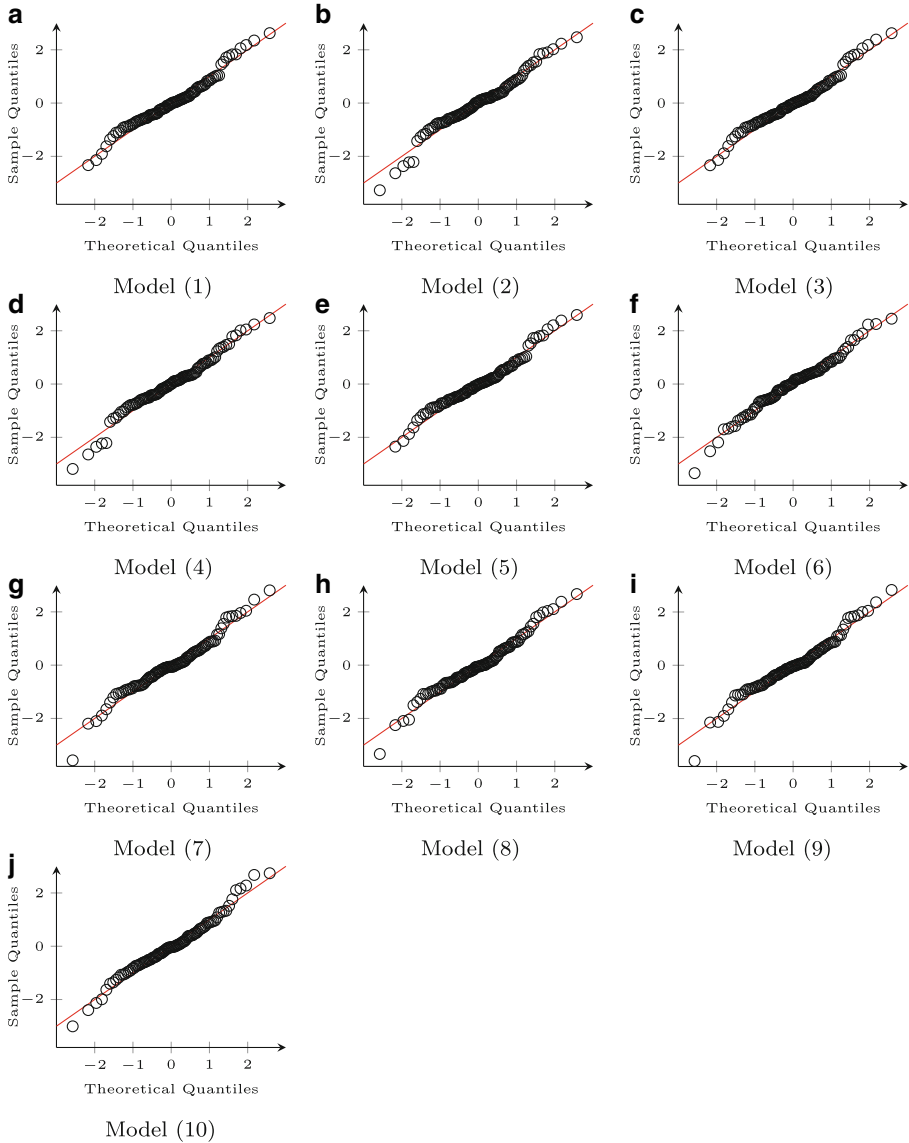 a
b
c
Sample Quantiles
2
0
−2
−2 −1 0 1 2
Theoretical Quantiles
Model (1)
Sample Quantiles
2
0
−2
−2 −1 0 1 2
Theoretical Quantiles
Model (2)
Sample Quantiles
2
0
−2
−2 −1 0 1 2
Theoretical Quantiles
Model (3)
d
e
f
Sample Quantiles
2
0
−2
−2 −1 0 1 2
Theoretical Quantiles
Model (4)
Sample Quantiles
2
0
−2
−2 −1 0 1 2
Theoretical Quantiles
Model (5)
Sample Quantiles
2
0
−2
−2 −1 0 1 2
Theoretical Quantiles
Model (6)
g
h
i
Sample Quantiles
2
0
−2
−2 −1 0 1 2
Theoretical Quantiles
Model (7)
Sample Quantiles
2
0
−2
−2 −1 0 1 2
Theoretical Quantiles
Model (8)
Sample Quantiles
2
0
−2
−2 −1 0 1 2
Theoretical Quantiles
Model (9)
j
Sample Quantiles
2
0
−2
−2 −1 0 1 2
Theoretical Quantiles
Model (10)